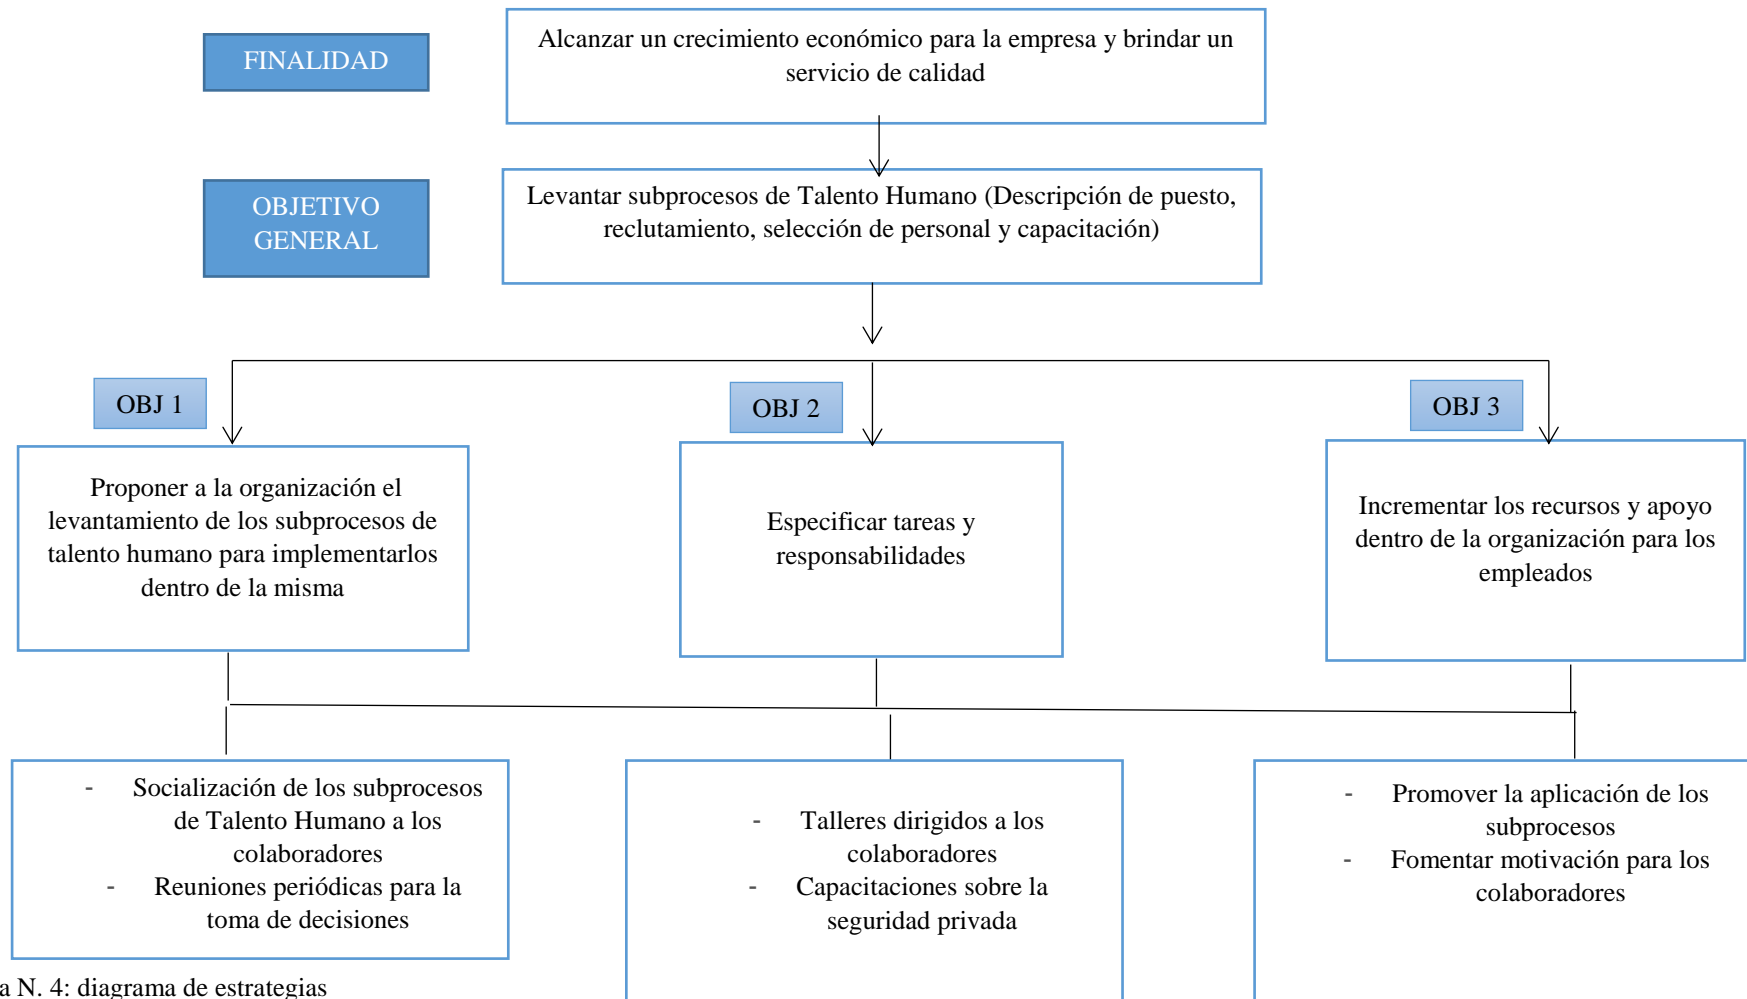 FINALIDAD
Alcanzar un crecimiento económico para la empresa y brindar un
servicio de calidad
OBJETIVO
GENERAL
Levantar subprocesos de Talento Humano (Descripción de puesto,
reclutamiento, selección de personal y capacitación)
OBJ 1
Proponer a la organización el
levantamiento de los subprocesos de
talento humano para implementarlos
dentro de la misma
OBJ 2
Especificar tareas y
responsabilidades
OBJ 3
Incrementar los recursos y apoyo
dentro de la organización para los
empleados
- Socialización de los subprocesos
de Talento Humano a los
colaboradores
- Reuniones periódicas para la
toma de decisiones
- Talleres dirigidos a los
colaboradores
- Capacitaciones sobre la
seguridad privada
- Promover la aplicación de los
subprocesos
- Fomentar motivación para los
colaboradores
a N. 4: diagrama de estrategias